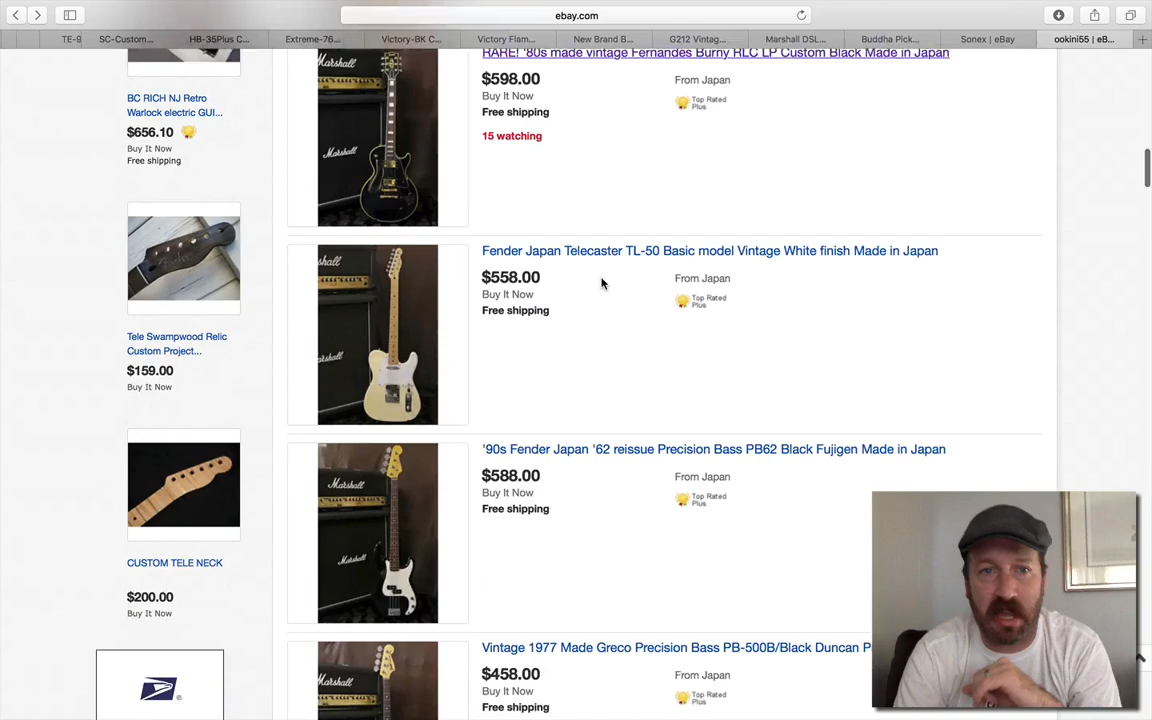 ebay.com
TE-9
SC-Custom...
HB-35Plus C...
Extreme-76...
Victory-BK C...
Victory Flam...
New Brand B...
G212 Vintag...
Marshall DSL...
Buddha Pick...
Sonex / eBay
ookini55 | eB...
BC RICH NJ Retro
Warlock electric GUI...
$656.10
Buy It Now
Free shipping
Tele Swampwood Relic
Custom Project...
$159.00
Buy It Now
CUSTOM TELE NECK
$200.00
Buy It Now
RARE! '80s made vintage Fernandes Burny RLC LP Custom Black Made in Japan
$598.00
From Japan
Buy It Now
Top Rated
Plus
Free shipping
15 watching
Marshall
Fender Japan Telecaster TL-50 Basic model Vintage White finish Made in Japan
$558.00
From Japan
Buy It Now
Top Rated
Plus
Free shipping
'90s Fender Japan '62 reissue Precision Bass PB62 Black Fujigen Made in Japan
$588.00
From Japan
Buy It Now
Top Rated
Plus
Free shipping
Marshall
Marshall
Vintage 1977 Made Greco Precision Bass PB-500B/Black Duncan P
$458.00
From Japan
Buy It Now
Top Rated
Plus
Free shipping
Marshall